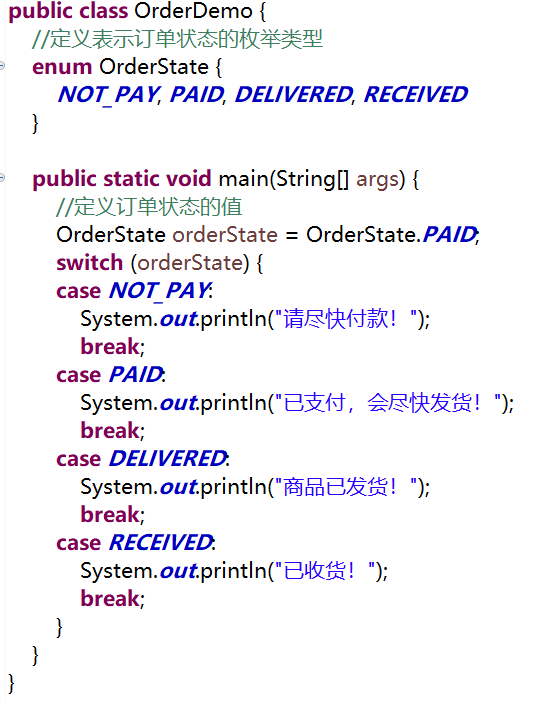 public class OrderDemo {
//定义表示订单状态的枚举类型
enum OrderState {
NOT_PAY, PAID, DELIVERED, RECEIVED
}
public static void main(String[] args) {
//定义订单状态的值
OrderState orderState = OrderState.PAID;
switch (orderState) {
case NOT_PAY:
System.out.println("请尽快付款！");
break;
case PAID:
System.out.println("已支付，会尽快发货！");
break;
case DELIVERED:
System.out.println("商品已发货！");
break;
case RECEIVED:
System.out.println("已收货！");
break;
}
}
}